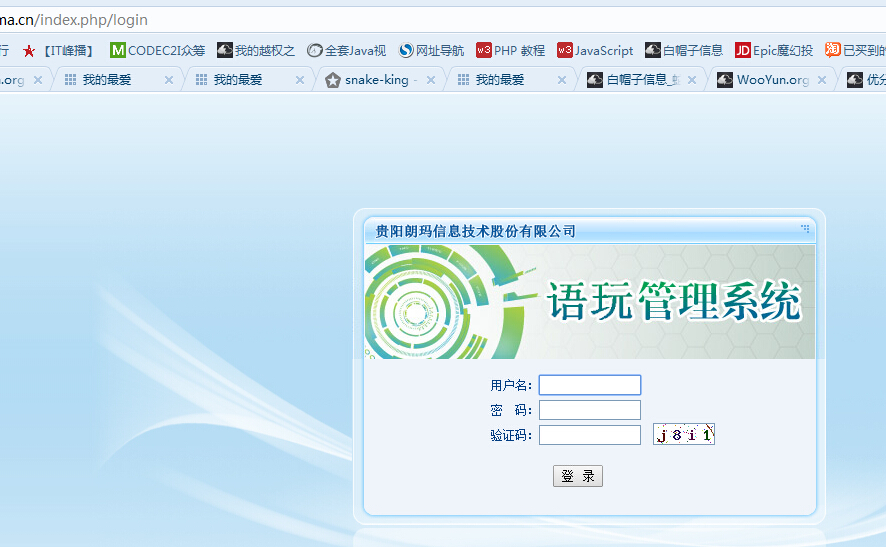 ma.cn/index.php/login
行 【IT峰播】 CODEC2I众筹 我的越权之 全套Java视 网址导航 PHP 教程 JavaScript 白帽子信息 Epic魔幻投 已买到的
.org 我的最爱 我的最爱 snake-king - 我的最爱 白帽子信息_ WooYun.org 优分
贵阳朗玛信息技术股份有限公司
语玩管理系统
用户名:
密 码:
验证码: j8i1
登 录